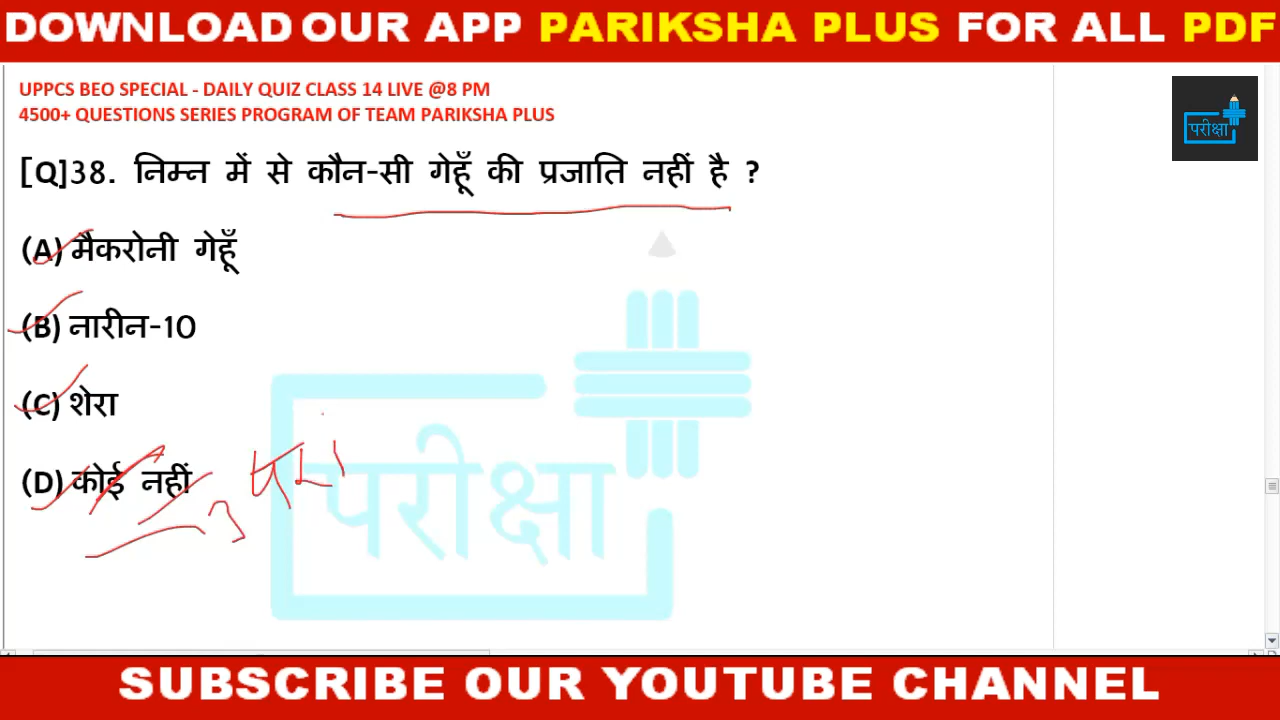 DOWNLOAD OUR APP PARIKSHA PLUS FOR ALL PDF
UPPCS BEO SPECIAL - DAILY QUIZ CLASS 14 LIVE @8 PM
4500+ QUESTIONS SERIES PROGRAM OF TEAM PARIKSHA PLUS
परीक्षा
[Q]38. निम्न में से कौन-सी गेहूँ की प्रजाति नहीं है ?
(A) मैकरोनी गेहूँ
(B) नारीन-10
(C) शेरा
(D) कोई नहीं
परीक्षा
SUBSCRIBE OUR YOUTUBE CHANNEL